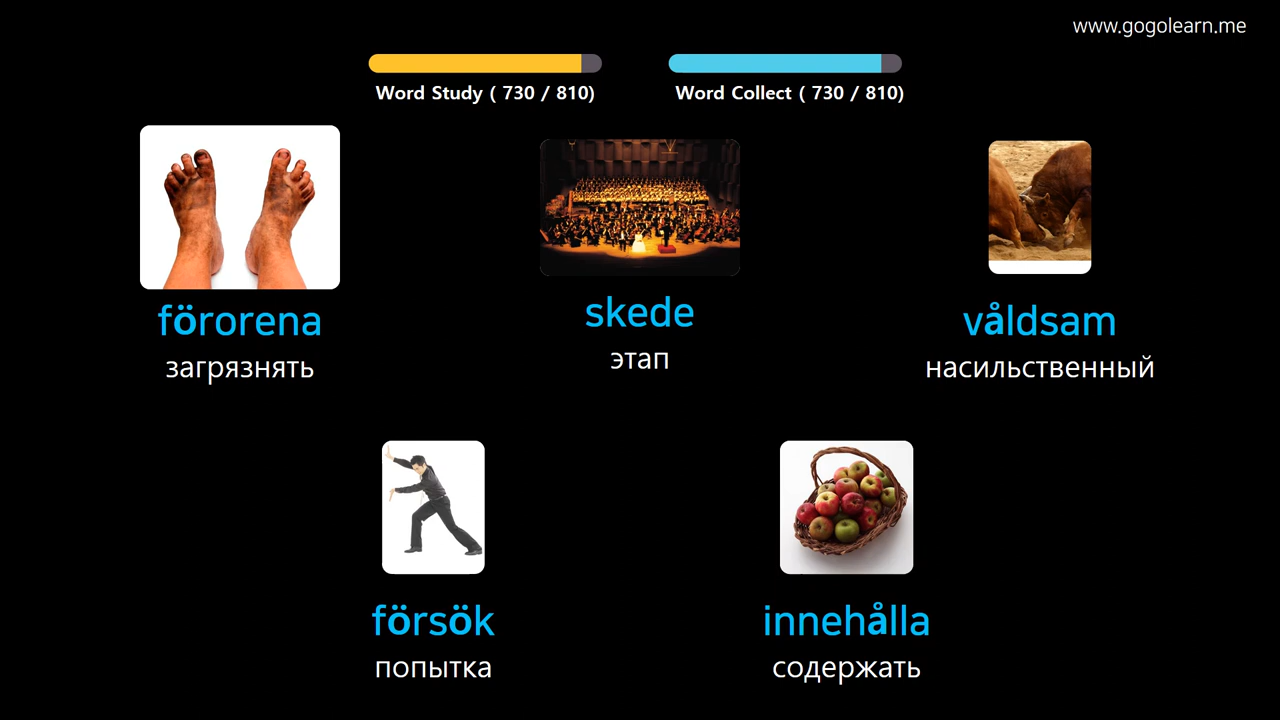 www.gogolearn.me
Word Study ( 730 / 810)
Word Collect ( 730 / 810)
förorena
загрязнять
skede
этап
våldsam
насильственный
försök
попытка
innehålla
содержать